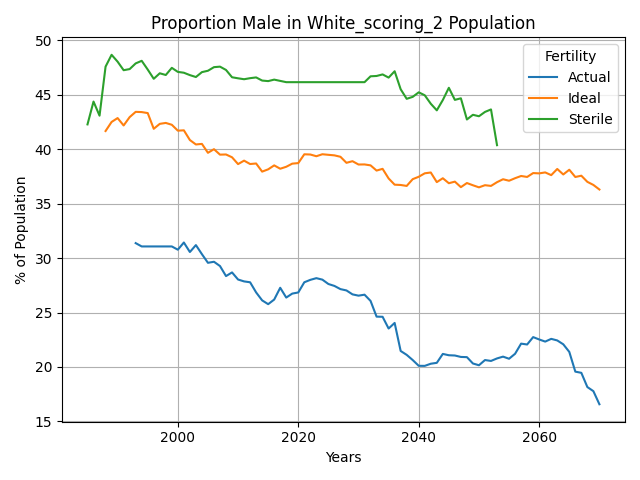 Proportion Male in White_scoring_2 Population
% of Population
50
45
40
35
30
25
20
15
Fertility
Actual
Ideal
Sterile
2000
2020
2040
2060
Years